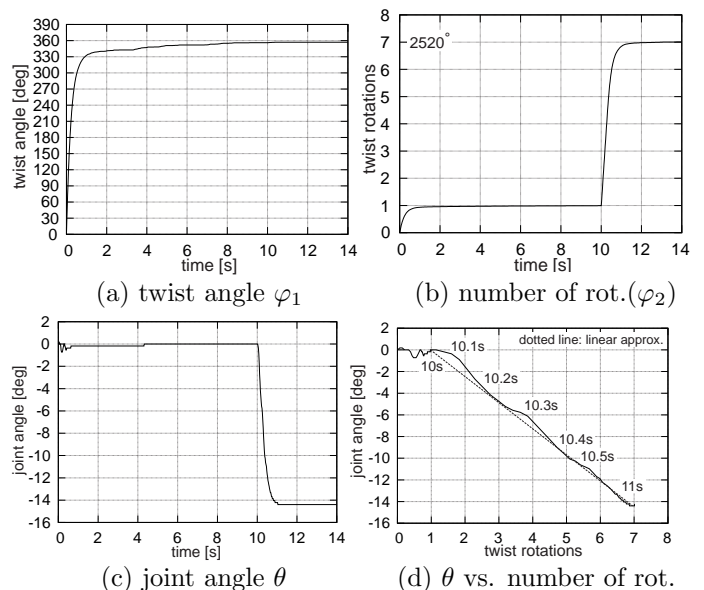 390
360
330
300
270
240
210
180
150
120
90
60
30
0
twist angle [deg]
0 2 4 6 8 10 12 14
time [s]
(a) twist angle φ₁
8
7
6
5
4
3
2
1
0
2520°
twist rotations
0 2 4 6 8 10 12 14
time [s]
(b) number of rot.(φ₂)
2
0
-2
-4
-6
-8
-10
-12
-14
-16
joint angle [deg]
0 2 4 6 8 10 12 14
time [s]
(c) joint angle θ
2
0
-2
-4
-6
-8
-10
-12
-14
-16
joint angle [deg]
dotted line: linear approx.
10s
10.1s
10.2s
10.3s
10.4s
10.5s
11s
0 1 2 3 4 5 6 7 8
twist rotations
(d) θ vs. number of rot.